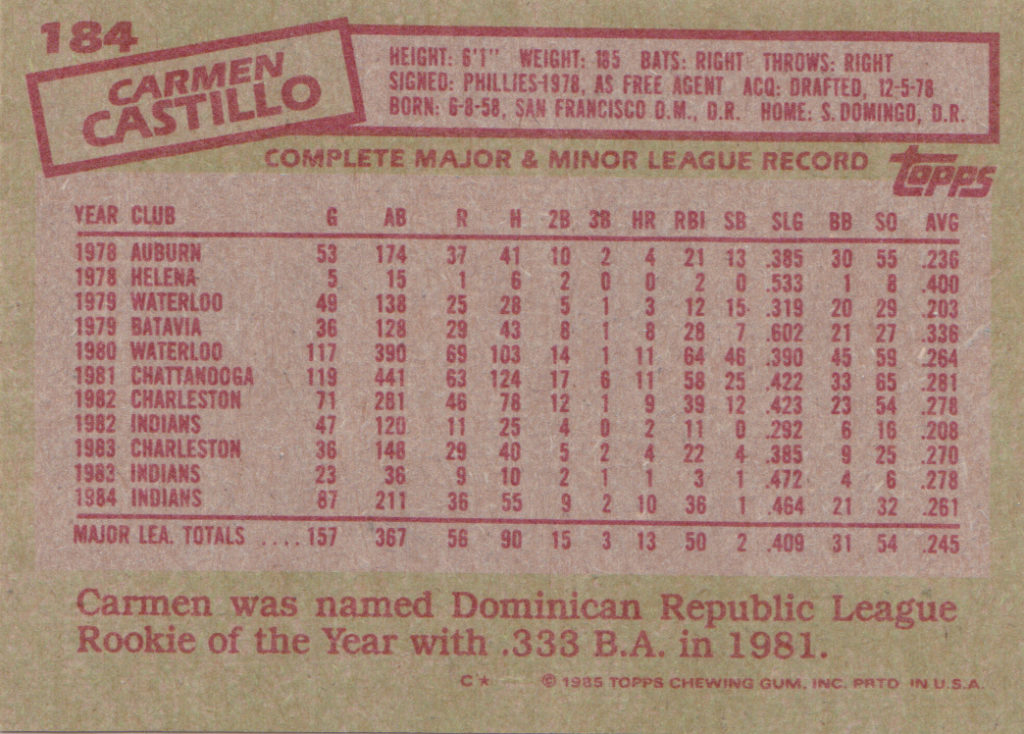 184
CARMEN
CASTILLO
HEIGHT: 6'1" WEIGHT: 185 BATS: RIGHT THROWS: RIGHT
SIGNED: PHILLIES-1978, AS FREE AGENT ACQ: DRAFTED, 12-5-78
BORN: 6-8-58, SAN FRANCISCO D.M., D.R. HOME: S. DOMINGO, D.R.
COMPLETE MAJOR & MINOR LEAGUE RECORD
topps
YEAR CLUB G AB R H 2B 3B HR RBI SB SLG BB SO AVG
1978 AUBURN 53 174 37 41 10 2 4 21 13 .385 30 55 .236
1978 HELENA 5 15 1 6 2 0 0 2 0 .533 1 8 .400
1979 WATERLOO 49 138 25 28 5 1 3 12 15 .319 20 29 .203
1979 BATAVIA 36 128 29 43 8 1 8 28 7 .602 21 27 .336
1980 WATERLOO 117 390 69 103 14 1 11 64 46 .390 45 59 .264
1981 CHATTANOOGA 119 441 63 124 17 6 11 58 25 .422 33 65 .281
1982 CHARLESTON 71 281 46 78 12 1 9 39 12 .423 23 54 .278
1982 INDIANS 47 120 11 25 4 0 2 11 0 .292 6 16 .208
1983 CHARLESTON 36 148 29 40 5 2 4 22 4 .385 9 25 .270
1983 INDIANS 23 36 9 10 2 1 1 3 1 .472 4 6 .278
1984 INDIANS 87 211 36 55 9 2 10 36 1 .464 21 32 .261
MAJOR LEA. TOTALS ....157 367 56 90 15 3 13 50 2 .409 31 54 .245
Carmen was named Dominican Republic League
Rookie of the Year with .333 B.A. in 1981.
C★ © 1985 TOPPS CHEWING GUM, INC. PRTD. IN U.S.A.